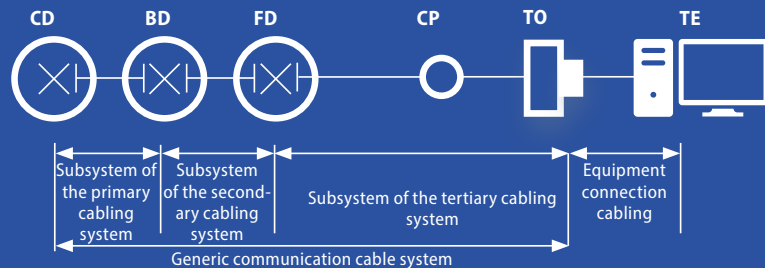 CD BD FD CP TO TE
Subsystem of
the primary
cabling
system
Subsystem
of the second-
ary cabling
system
Subsystem of the tertiary cabling
system
Equipment
connection
cabling
Generic communication cable system